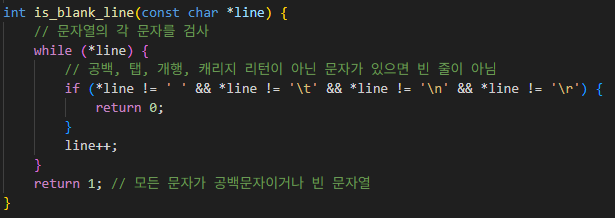 int is_blank_line(const char *line) {
    // 문자열의 각 문자를 검사
    while (*line) {
        // 공백, 탭, 개행, 캐리지 리턴이 아닌 문자가 있으면 빈 줄이 아님
        if (*line != ' ' && *line != '\t' && *line != '\n' && *line != '\r') {
            return 0;
        }
        line++;
    }
    return 1; // 모든 문자가 공백문자이거나 빈 문자열
}